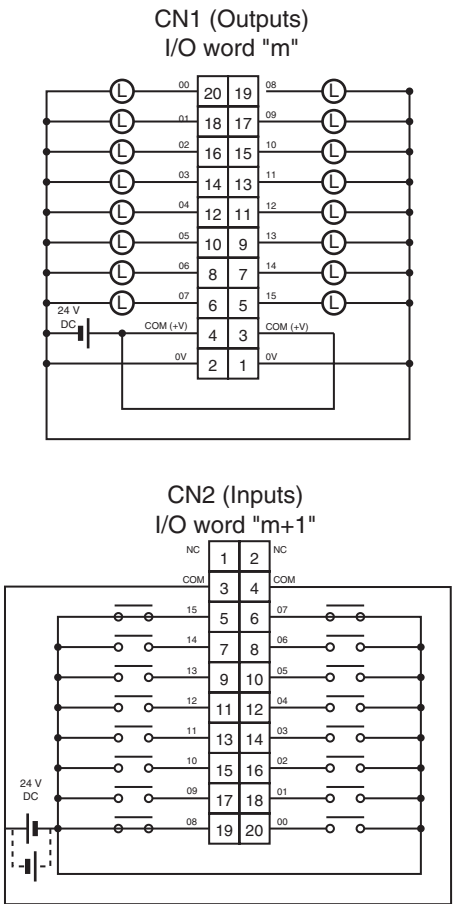 CN1 (Outputs)
I/O word "m"
00 20 19 08
L L
01 18 17 09
L L
02 16 15 10
L L
03 14 13 11
L L
04 12 11 12
L L
05 10 9 13
L L
06 8 7 14
L L
07 6 5 15
L L
24 V
DC
COM (+V) 4 3 COM (+V)
0V 2 1 0V
CN2 (Inputs)
I/O word "m+1"
NC 1 2 NC
COM 3 4 COM
15 5 6 07
14 7 8 06
13 9 10 05
12 11 12 04
11 13 14 03
10 15 16 02
24 V
DC
09 17 18 01
08 19 20 00